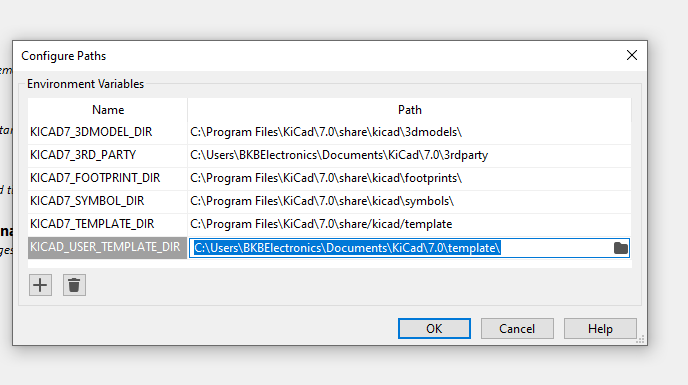 Configure Paths
Environment Variables
Name Path
KICAD7_3DMODEL_DIR C:\Program Files\KiCad\7.0\share\kicad\3dmodels\
KICAD7_3RD_PARTY C:\Users\BKBElectronics\Documents\KiCad\7.0\3rdparty
KICAD7_FOOTPRINT_DIR C:\Program Files\KiCad\7.0\share\kicad\footprints\
KICAD7_SYMBOL_DIR C:\Program Files\KiCad\7.0\share\kicad\symbols\
KICAD7_TEMPLATE_DIR C:\Program Files\KiCad\7.0\share/kicad/template
KICAD_USER_TEMPLATE_DIR C:\Users\BKBElectronics\Documents\KiCad\7.0\template\
OK Cancel Help